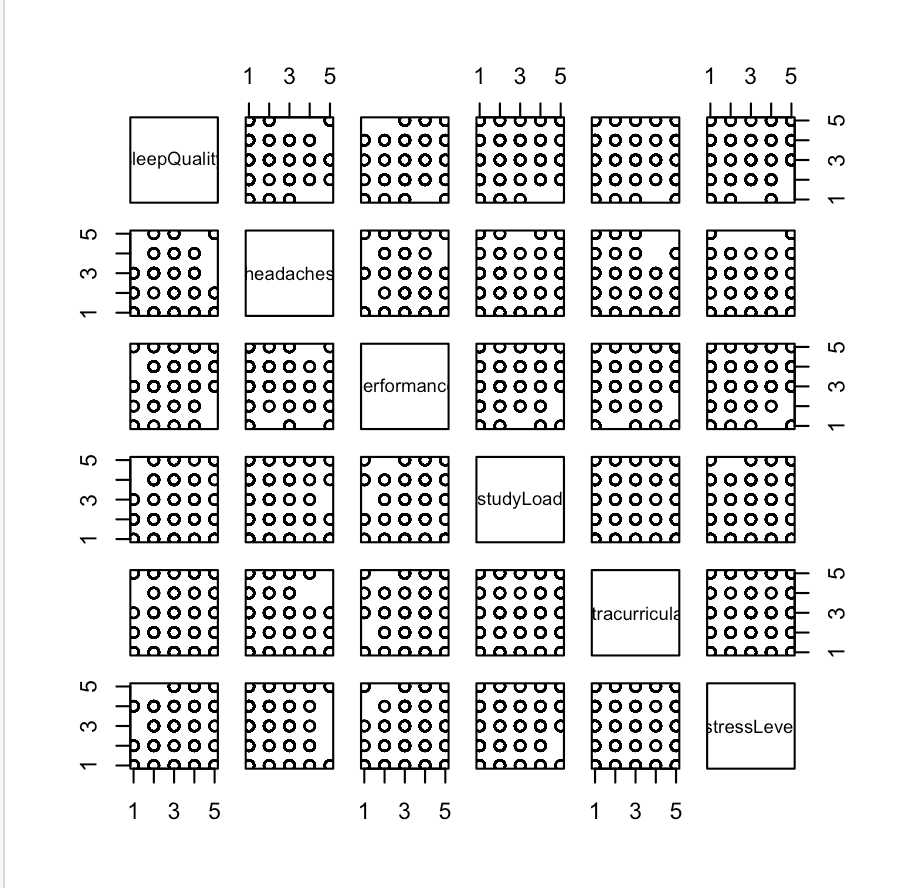 1 3 5 1 3 5 1 3 5
leepQualit 1 3 5
1 3 5 headaches
erformanc 1 3 5
1 3 5 studyLoad
tracurricula 1 3 5
1 3 5 stressLeve
1 3 5 1 3 5 1 3 5